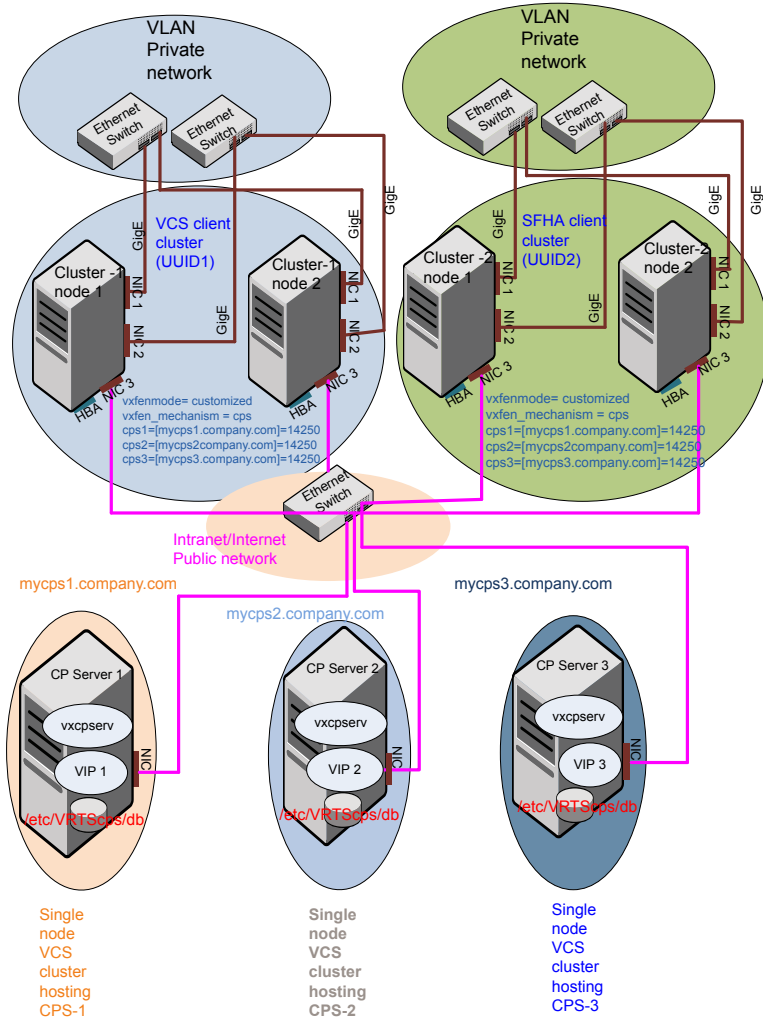 VLAN
Private
network
VLAN
Private
network
Ethernet
Switch
Ethernet
Switch
Ethernet
Switch
Ethernet
Switch
GigE
GigE
GigE
GigE
GigE
GigE
GigE
GigE
VCS client
cluster
(UUID1)
SFHA client
cluster
(UUID2)
Cluster -1
node 1
Cluster-1
node 2
Cluster -2
node 1
Cluster-2
node 2
NIC 1
NIC 2
NIC 3
HBA
NIC 1
NIC 2
NIC 3
HBA
NIC 1
NIC 2
NIC 3
HBA
NIC 1
NIC 2
NIC 3
HBA
vxfenmode= customized
vxfen_mechanism = cps
cps1=[mycps1.company.com]=14250
cps2=[mycps2company.com]=14250
cps3=[mycps3.company.com]=14250
vxfenmode= customized
vxfen_mechanism = cps
cps1=[mycps1.company.com]=14250
cps2=[mycps2company.com]=14250
cps3=[mycps3.company.com]=14250
Ethernet
Switch
Intranet/Internet
Public network
mycps1.company.com
mycps2.company.com
mycps3.company.com
CP Server 1
vxcpserv
VIP 1
NIC
/etc/VRTScps/db
CP Server 2
vxcpserv
VIP 2
NIC
/etc/VRTScps/db
CP Server 3
vxcpserv
VIP 3
NIC
/etc/VRTScps/db
Single
node
VCS
cluster
hosting
CPS-1
Single
node
VCS
cluster
hosting
CPS-2
Single
node
VCS
cluster
hosting
CPS-3